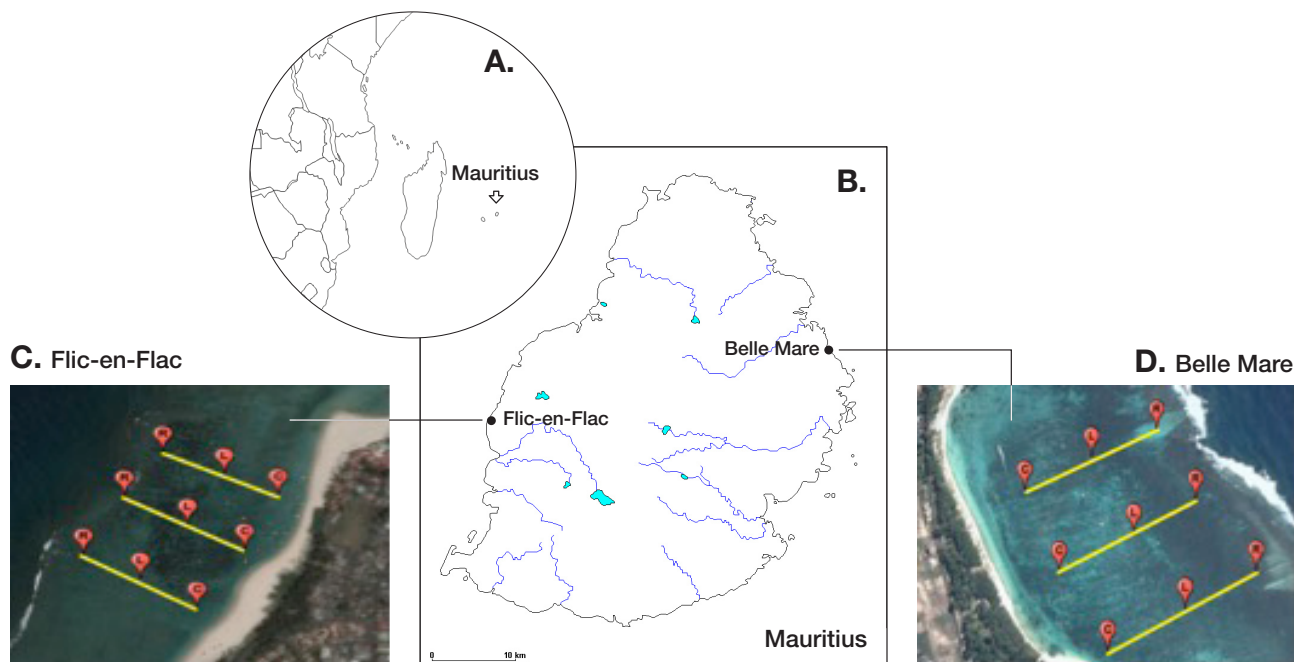 A.
Mauritius
B.
Belle Mare
Flic-en-Flac
Mauritius
0 10 km
C. Flic-en-Flac
L
C
L
C
L
C
D. Belle Mare
L
C
L
C
L
C